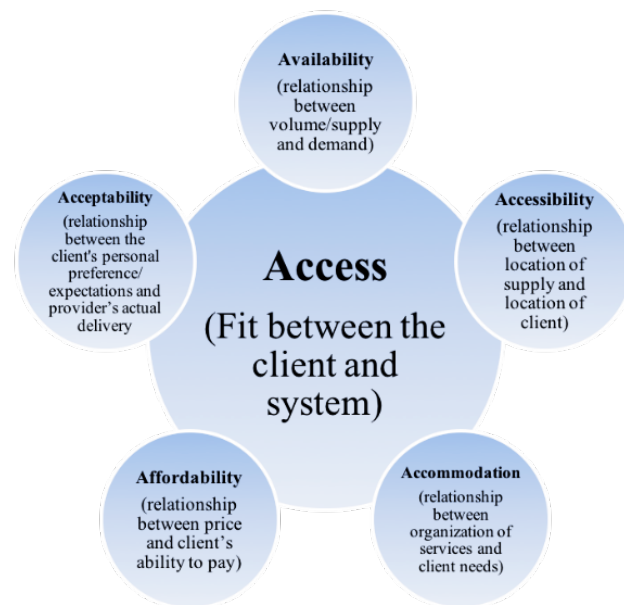 Availability
(relationship
between
volume/supply
and demand)
Acceptability
(relationship
between the
client's personal
preference/
expectations and
provider's actual
delivery
Accessibility
(relationship
between
location of
supply and
location of
client)
Access
(Fit between the
client and
system)
Affordability
(relationship
between price
and client's
ability to pay)
Accommodation
(relationship
between
organization of
services and
client needs)